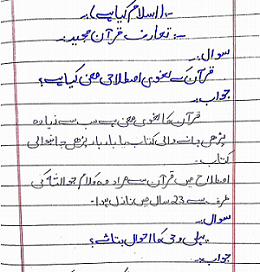 (اسلام کیا ہے)
تعارف قرآن مجید:
سوال:۔
قرآن کے لغوی اصطلاحی معنی کیا ہے؟
جواب:۔
قرآن کا لغوی معنی ہے سب سے زیادہ
پڑھی جانے والی کتاب یا بار بار پڑھی جانے والی
کتاب۔
اصطلاح میں قرآن سے مراد وہ کلام جو اللہ تعالیٰ کی
طرف سے 23 سال میں نازل ہوا۔
سوال:۔
پہلی وحی کا احوال بتائیے؟
جواب:۔